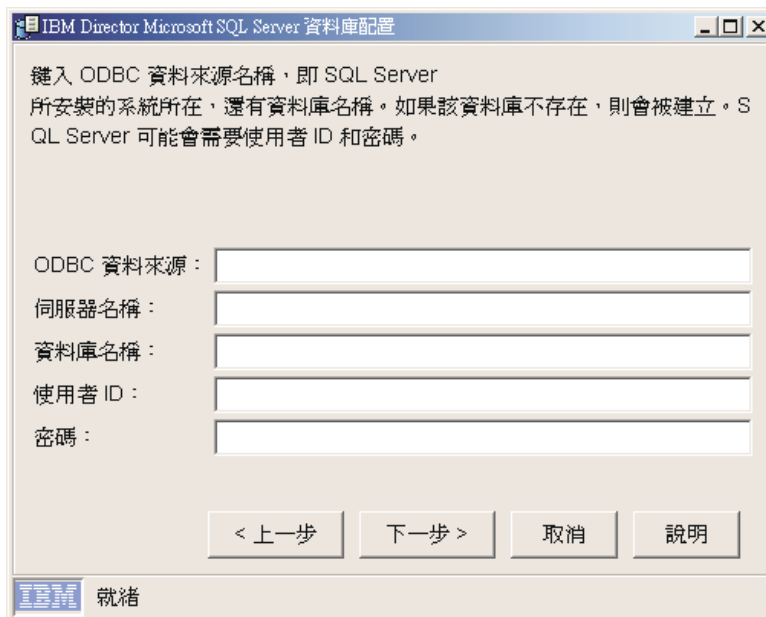 IBM Director Microsoft SQL Server 資料庫配置
鍵入 ODBC 資料來源名稱，即 SQL Server
所安裝的系統所在，還有資料庫名稱。如果該資料庫不存在，則會被建立。S
QL Server 可能會需要使用者 ID 和密碼。
ODBC 資料來源：
伺服器名稱：
資料庫名稱：
使用者 ID：
密碼：
< 上一步 下一步 > 取消 說明
IBM 就緒